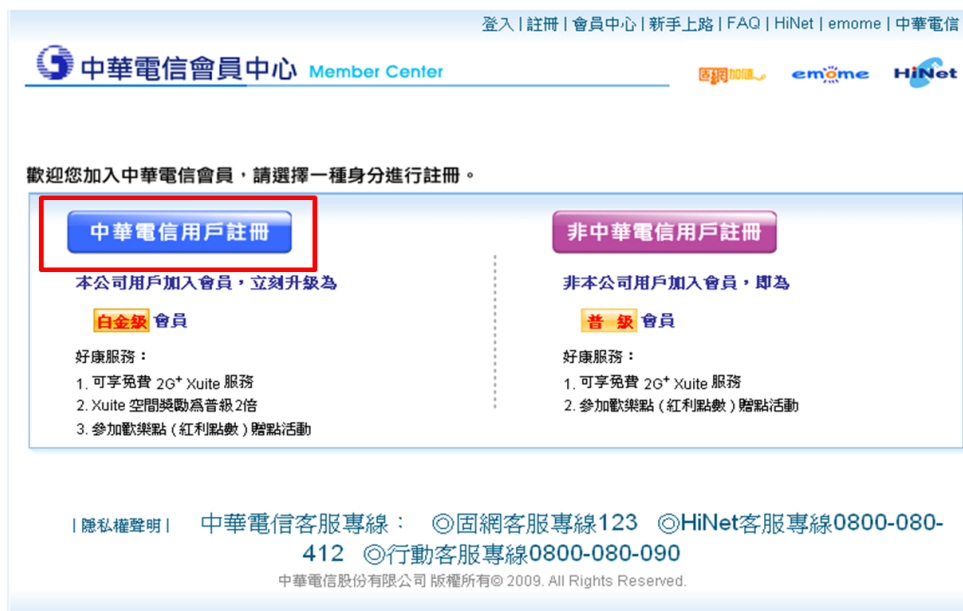 登入 | 註冊 | 會員中心 | 新手上路 | FAQ | HiNet | emome | 中華電信
中華電信會員中心 Member Center
固網加值 emome HiNet
歡迎您加入中華電信會員，請選擇一種身分進行註冊。
中華電信用戶註冊
本公司用戶加入會員，立刻升級為
白金級 會員
好康服務：
1. 可享免費 2G+ Xuite 服務
2. Xuite 空間獎勵為普級2倍
3. 參加歡樂點 ( 紅利點數 ) 贈點活動
非中華電信用戶註冊
非本公司用戶加入會員，即為
普 級 會員
好康服務：
1. 可享免費 2G+ Xuite 服務
2. 參加歡樂點 ( 紅利點數 ) 贈點活動
| 隱私權聲明 | 中華電信客服專線： ◎固網客服專線123 ◎HiNet客服專線0800-080-
412 ◎行動客服專線0800-080-090
中華電信股份有限公司 版權所有© 2009. All Rights Reserved.